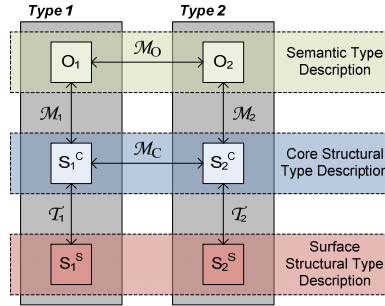 Type 1 Type 2
O₁ ℳO O₂ Semantic Type
Description
ℳ₁ ℳ₂
S₁ᶜ ℳC S₂ᶜ Core Structural
Type Description
𝒯₁ 𝒯₂
S₁ˢ S₂ˢ Surface
Structural Type
Description